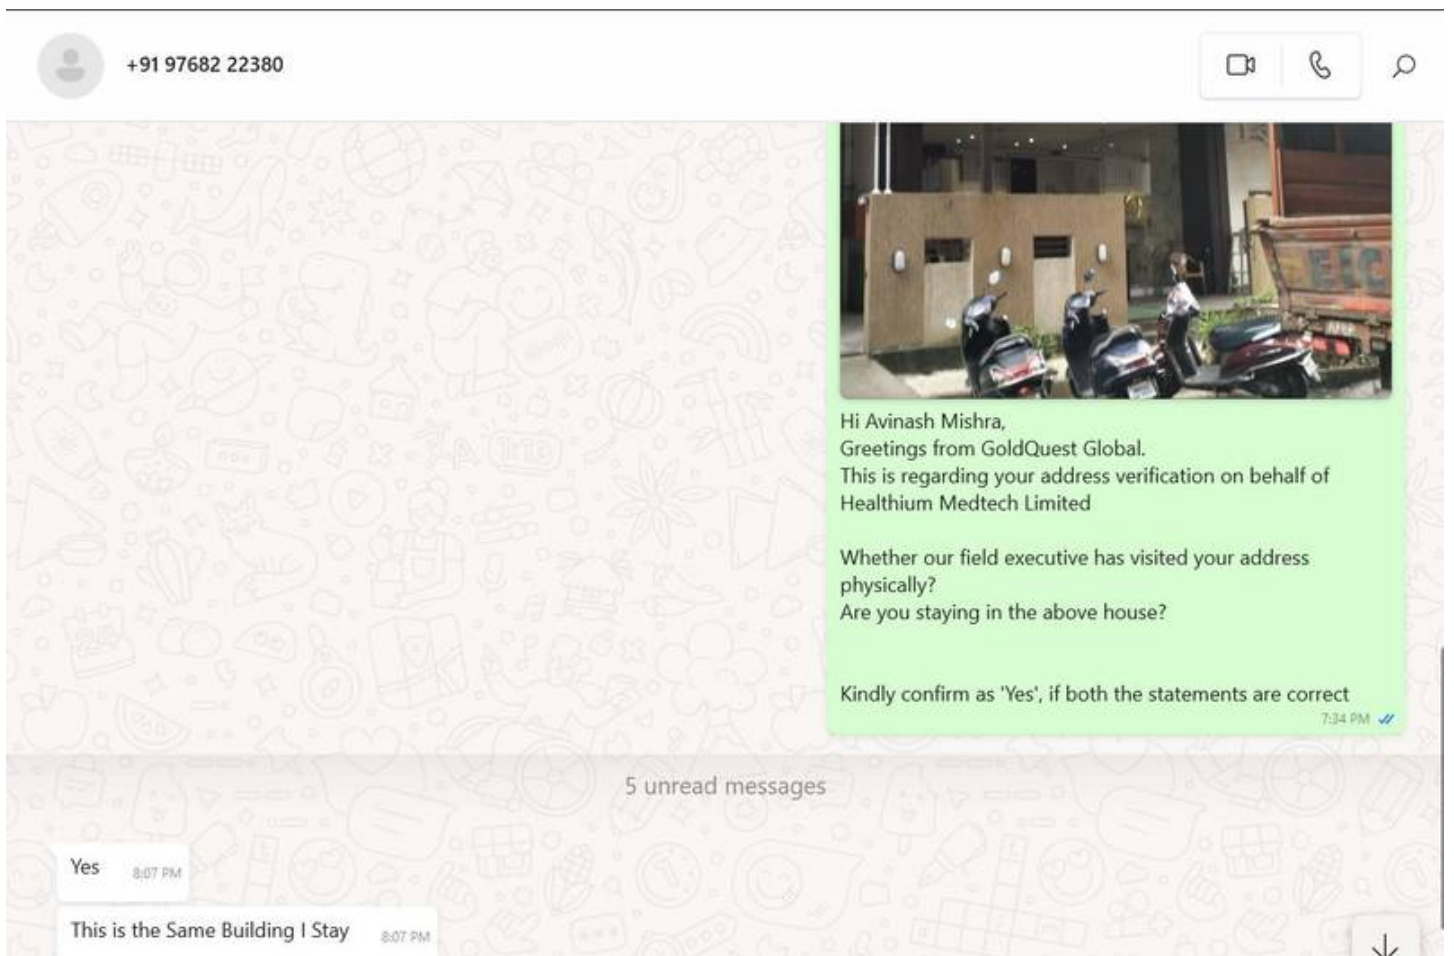 +91 97682 22380
EIC
Hi Avinash Mishra,
Greetings from GoldQuest Global.
This is regarding your address verification on behalf of
Healthium Medtech Limited
Whether our field executive has visited your address
physically?
Are you staying in the above house?
Kindly confirm as 'Yes', if both the statements are correct
7:34 PM
5 unread messages
Yes 8:07 PM
This is the Same Building I Stay 8:07 PM